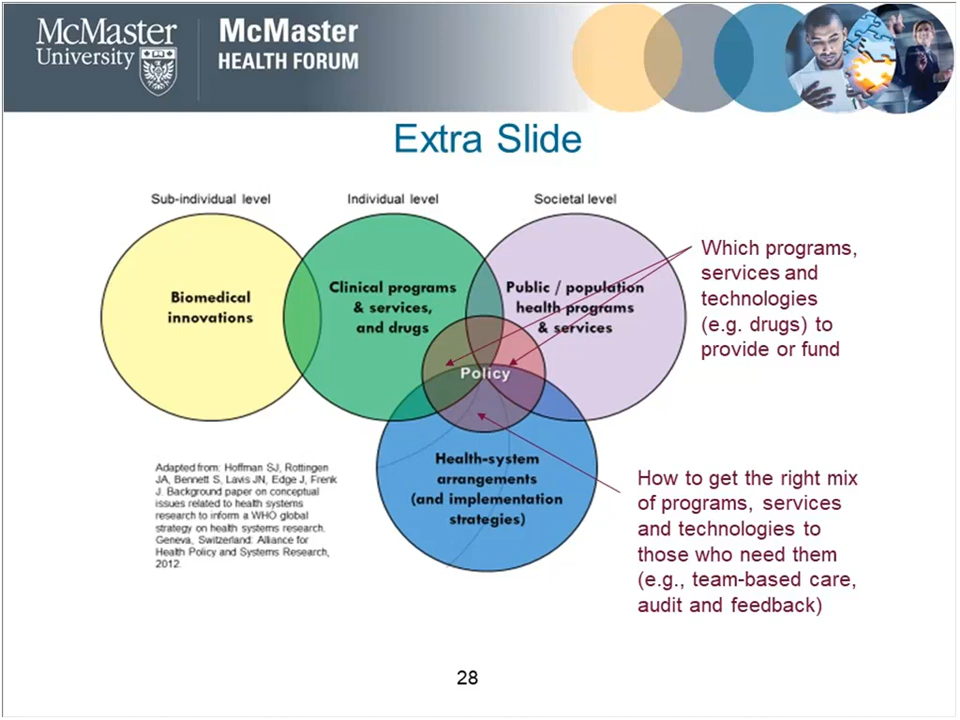 McMaster
University
McMaster
HEALTH FORUM
Extra Slide
Sub-individual level
Individual level
Societal level
Biomedical
innovations
Clinical programs
& services,
and drugs
Public / population
health programs
& services
Policy
Health-system
arrangements
(and implementation
strategies)
Which programs,
services and
technologies
(e.g. drugs) to
provide or fund
How to get the right mix
of programs, services
and technologies to
those who need them
(e.g., team-based care,
audit and feedback)
Adapted from: Hoffman SJ, Rottingen
JA, Bennett S, Lavis JN, Edge J, Frenk
J. Background paper on conceptual
issues related to health systems
research to inform a WHO global
strategy on health systems research.
Geneva, Switzerland: Alliance for
Health Policy and Systems Research,
2012.
28